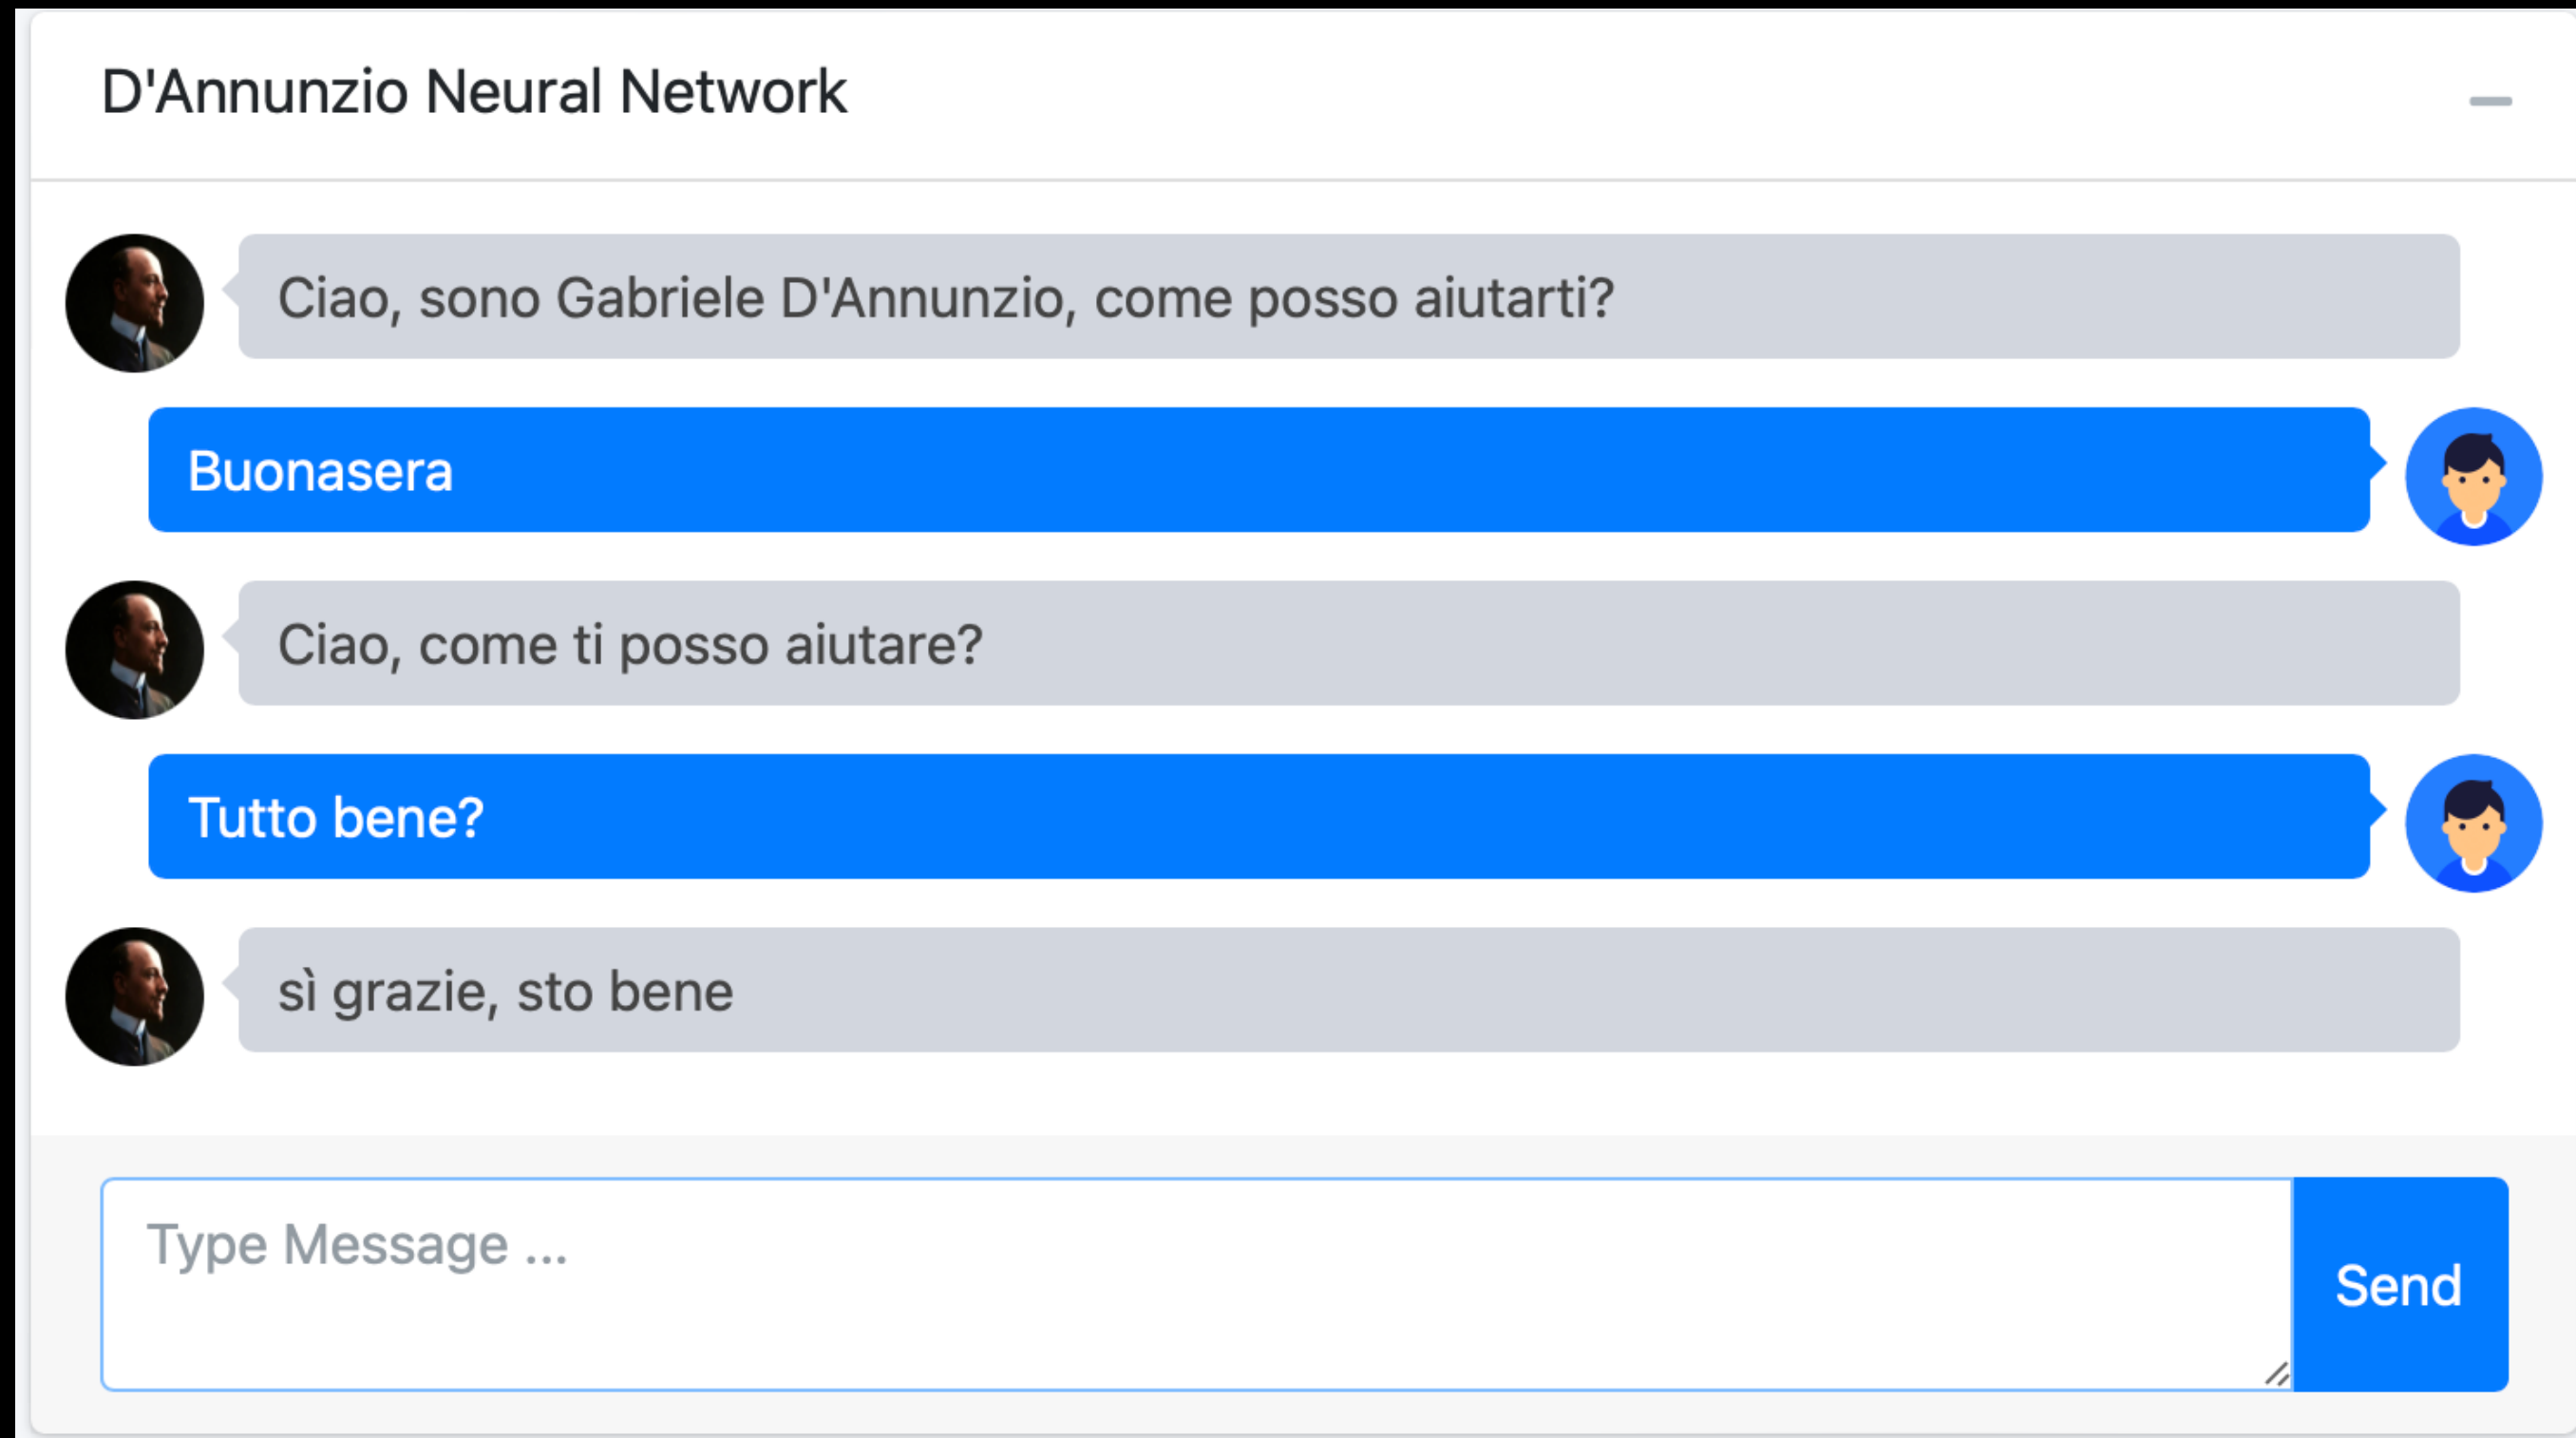 D'Annunzio Neural Network
Ciao, sono Gabriele D'Annunzio, come posso aiutarti?
Buonasera
Ciao, come ti posso aiutare?
Tutto bene?
sì grazie, sto bene
Type Message ...
Send